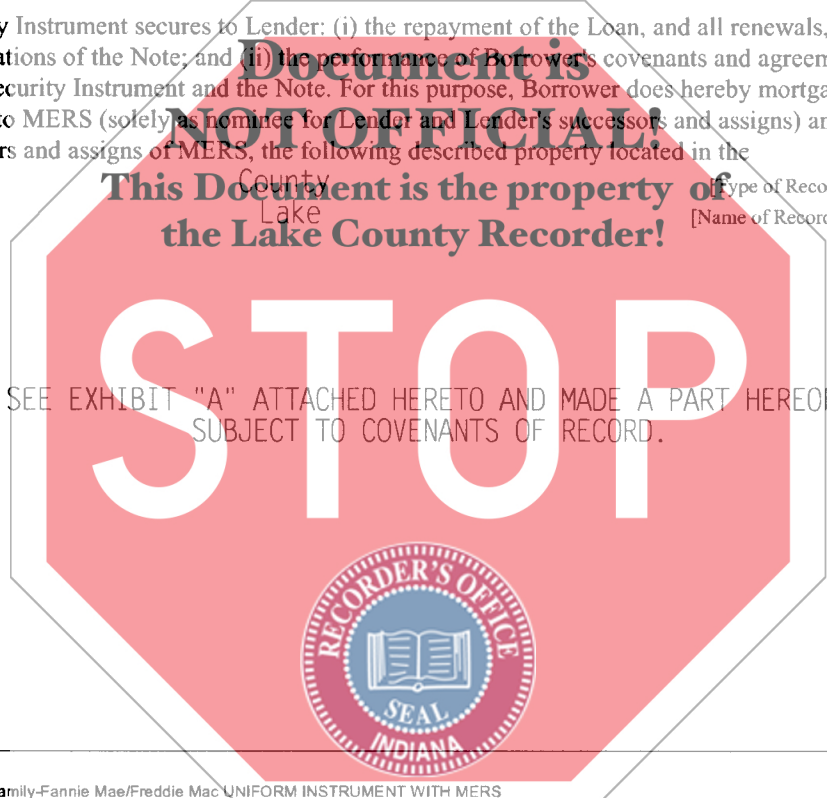 y Instrument secures to Lender: (i) the repayment of the Loan, and all renewals,
ations of the Note; and (ii) the performance of Borrower's covenants and agreem
ecurity Instrument and the Note. For this purpose, Borrower does hereby mortga
to MERS (solely as nominee for Lender and Lender's successors and assigns) an
rs and assigns of MERS, the following described property located in the
County [Type of Reco
Lake [Name of Record
Document is
NOT OFFICIAL!
This Document is the property of
the Lake County Recorder!
STOP
SEE EXHIBIT "A" ATTACHED HERETO AND MADE A PART HEREOF
SUBJECT TO COVENANTS OF RECORD.
RECORDER'S OFFICE
SEAL
INDIANA
amily-Fannie Mae/Freddie Mac UNIFORM INSTRUMENT WITH MERS